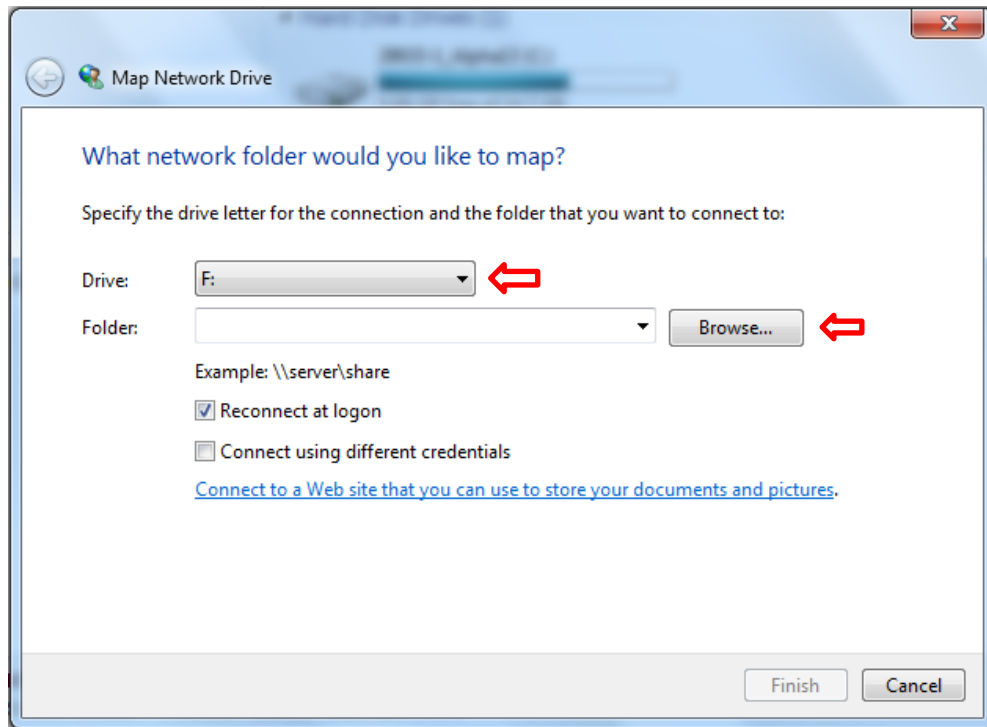 Map Network Drive
What network folder would you like to map?
Specify the drive letter for the connection and the folder that you want to connect to:
Drive: F:
Folder: Browse...
Example: \\server\share
Reconnect at logon
Connect using different credentials
Connect to a Web site that you can use to store your documents and pictures.
Finish Cancel